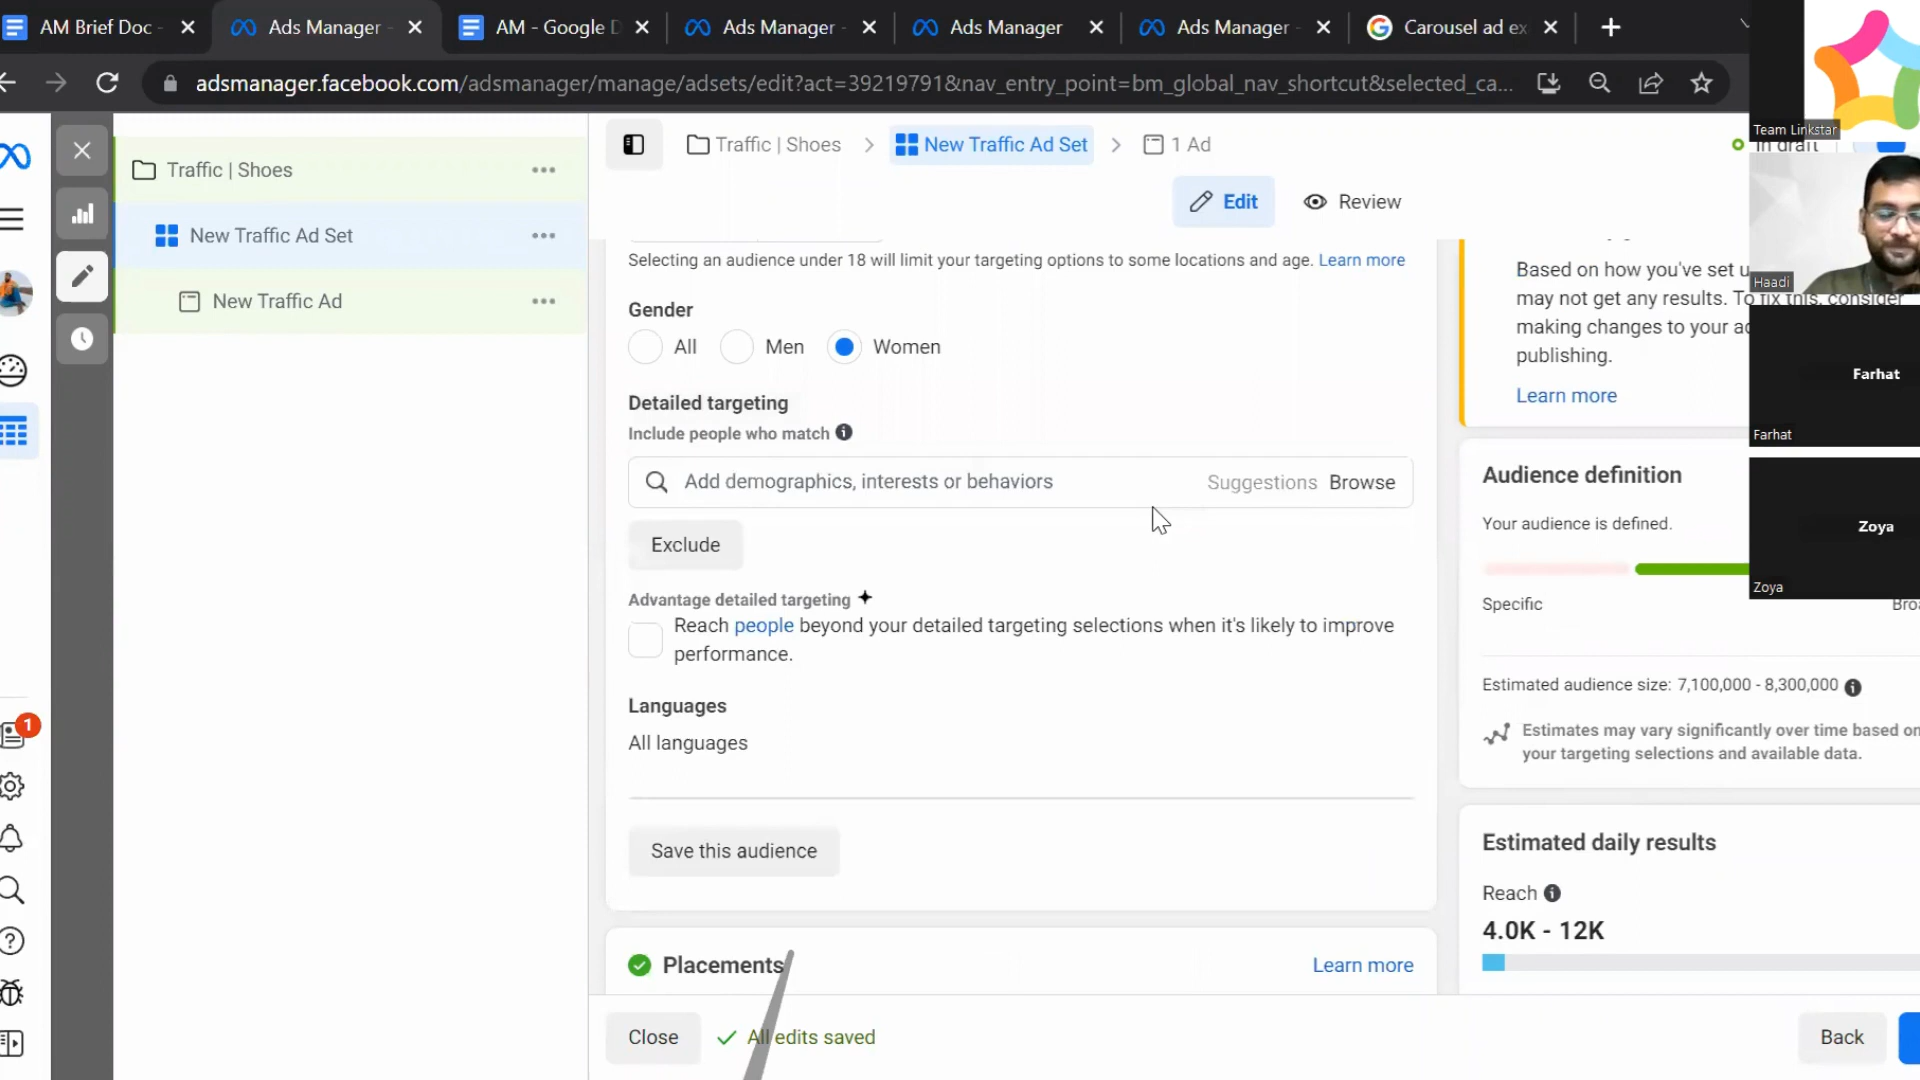 AM Brief Doc -
Ads Manager -
AM - Google D
Ads Manager -
Ads Manager
Ads Manager -
Carousel ad ex
adsmanager.facebook.com/adsmanager/manage/adsets/edit?act=39219791&nav_entry_point=bm_global_nav_shortcut&selected_ca...
Team Linkstar
Traffic | Shoes
New Traffic Ad Set
1 Ad
In draft
Traffic | Shoes
New Traffic Ad Set
New Traffic Ad
Edit
Review
Selecting an audience under 18 will limit your targeting options to some locations and age. Learn more
Gender
All
Men
Women
Detailed targeting
Include people who match
Add demographics, interests or behaviors
Suggestions
Browse
Exclude
Advantage detailed targeting
Reach people beyond your detailed targeting selections when it's likely to improve
performance.
Languages
All languages
Save this audience
Placements
Learn more
Close
All edits saved
Back
Based on how you've set u
may not get any results. To fix this, consider
making changes to your ad
publishing.
Learn more
Haadi
Farhat
Farhat
Zoya
Zoya
Audience definition
Your audience is defined.
Specific
Broa
Estimated audience size: 7,100,000 - 8,300,000
Estimates may vary significantly over time based on
your targeting selections and available data.
Estimated daily results
Reach
4.0K - 12K
1